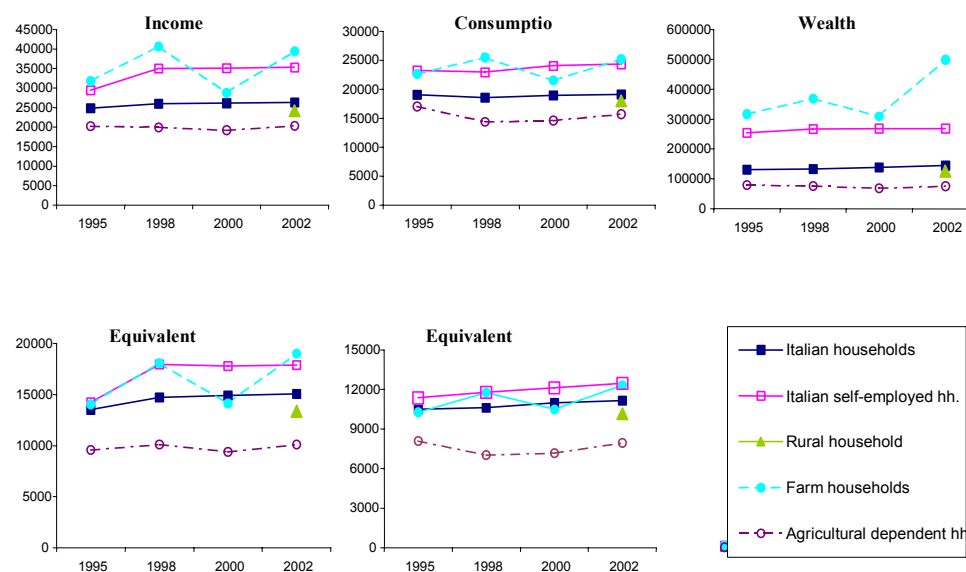 Income
45000
40000
35000
30000
25000
20000
15000
10000
5000
0
1995 1998 2000 2002
Consumptio
30000
25000
20000
15000
10000
5000
0
1995 1998 2000 2002
Wealth
600000
500000
400000
300000
200000
100000
0
1995 1998 2000 2002
Equivalent
20000
15000
10000
5000
0
1995 1998 2000 2002
Equivalent
15000
12000
9000
6000
3000
0
1995 1998 2000 2002
Italian households
Italian self-employed hh.
Rural household
Farm households
Agricultural dependent hh